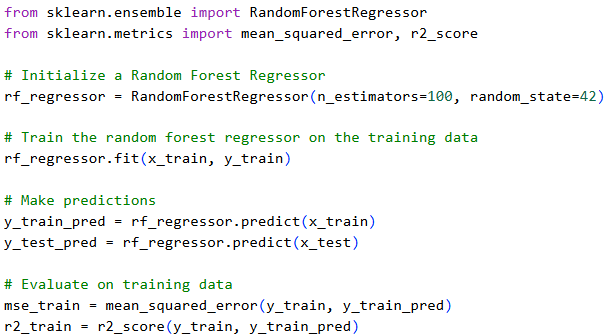 from sklearn.ensemble import RandomForestRegressor
from sklearn.metrics import mean_squared_error, r2_score
# Initialize a Random Forest Regressor
rf_regressor = RandomForestRegressor(n_estimators=100, random_state=42)
# Train the random forest regressor on the training data
rf_regressor.fit(x_train, y_train)
# Make predictions
y_train_pred = rf_regressor.predict(x_train)
y_test_pred = rf_regressor.predict(x_test)
# Evaluate on training data
mse_train = mean_squared_error(y_train, y_train_pred)
r2_train = r2_score(y_train, y_train_pred)